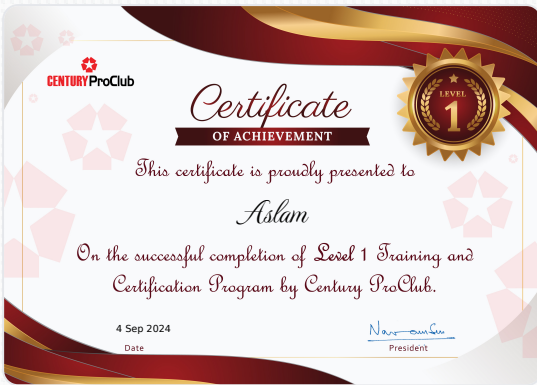 CENTURY ProClub
Certificate
OF ACHIEVEMENT
LEVEL
1
This certificate is proudly presented to
Aslam
On the successful completion of Level 1 Training and
Certification Program by Century ProClub.
4 Sep 2024
Date
President